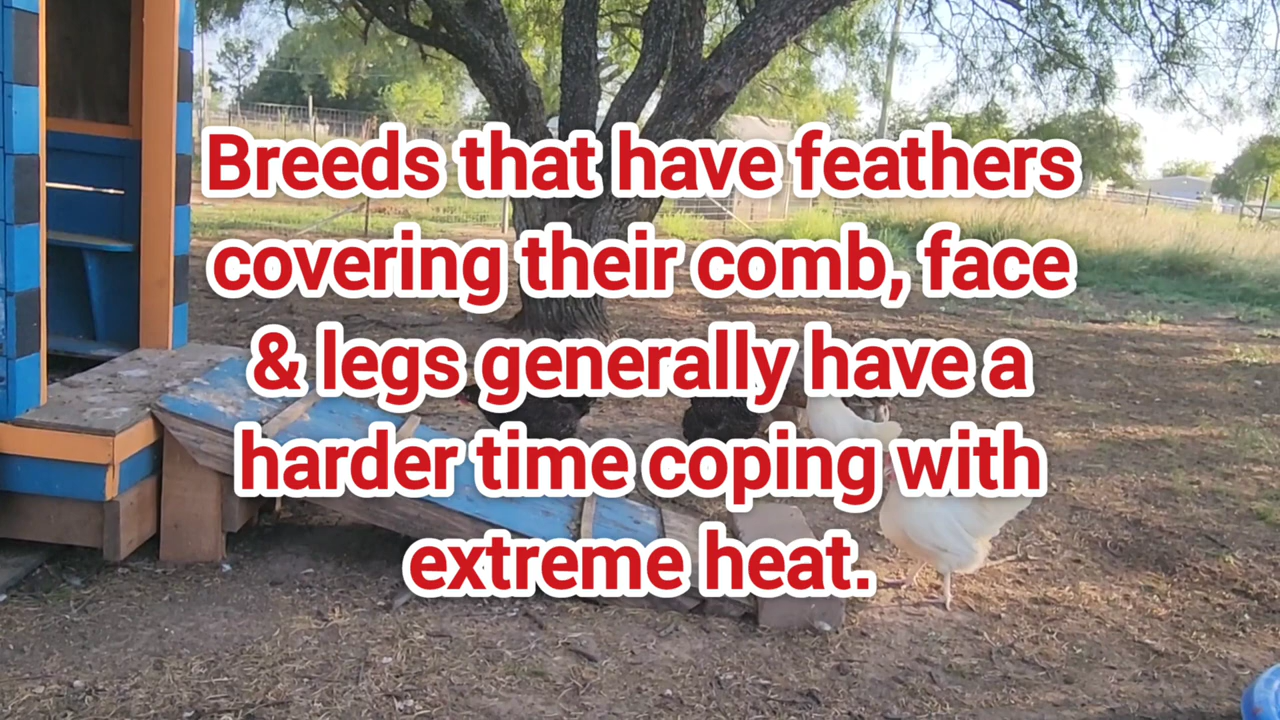 Breeds that have feathers
covering their comb, face
& legs generally have a
harder time coping with
extreme heat.